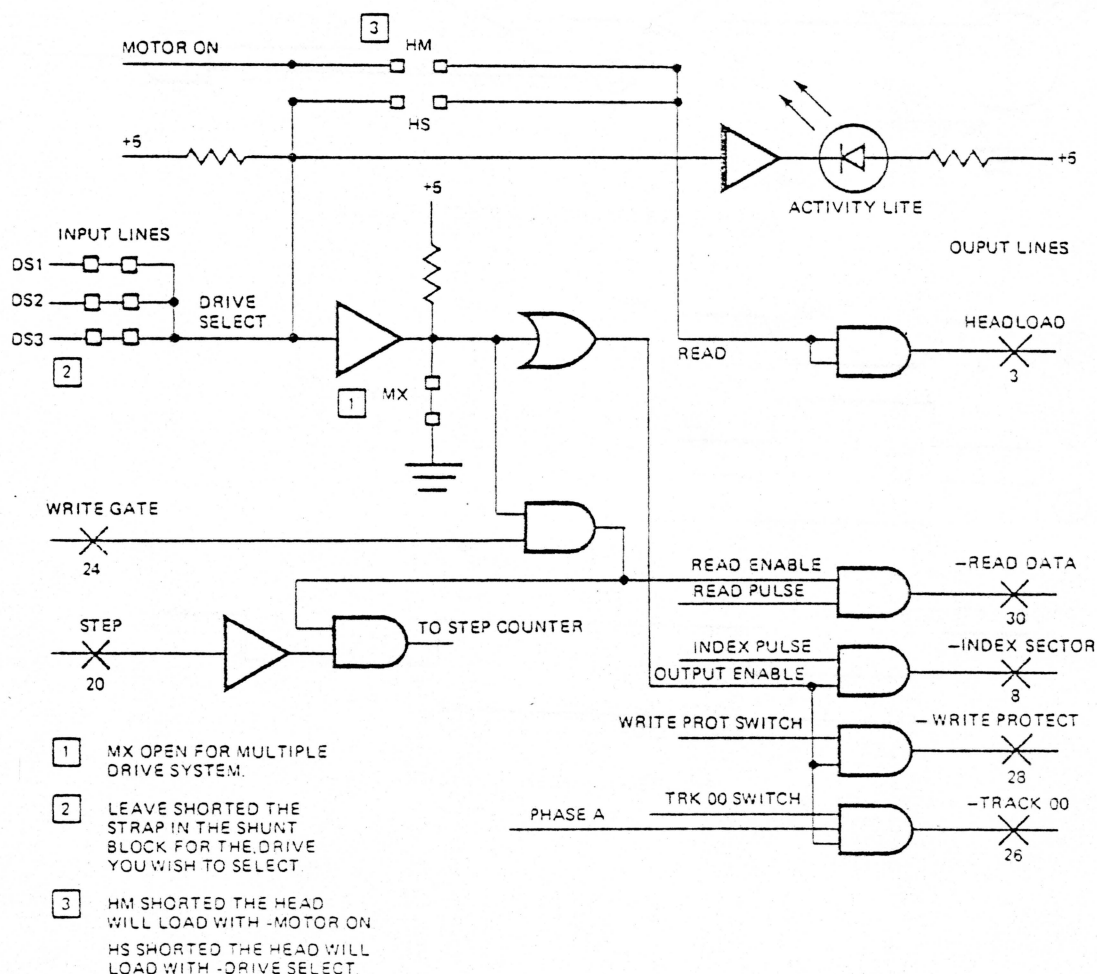 3
HM
MOTOR ON
HS
+5
+5
ACTIVITY LITE
+5
INPUT LINES
OUPUT LINES
DS1
DS2
DRIVE
SELECT
DS3
HEADLOAD
READ
2
1
MX
3
WRITE GATE
24
READ ENABLE
-READ DATA
READ PULSE
30
STEP
TO STEP COUNTER
20
INDEX PULSE
-INDEX SECTOR
OUTPUT ENABLE
8
WRITE PROT SWITCH
-WRITE PROTECT
28
TRK 00 SWITCH
-TRACK 00
PHASE A
26
1 MX OPEN FOR MULTIPLE
DRIVE SYSTEM.
2 LEAVE SHORTED THE
STRAP IN THE SHUNT
BLOCK FOR THE DRIVE
YOU WISH TO SELECT.
3 HM SHORTED THE HEAD
WILL LOAD WITH -MOTOR ON
HS SHORTED THE HEAD WILL
LOAD WITH -DRIVE SELECT.